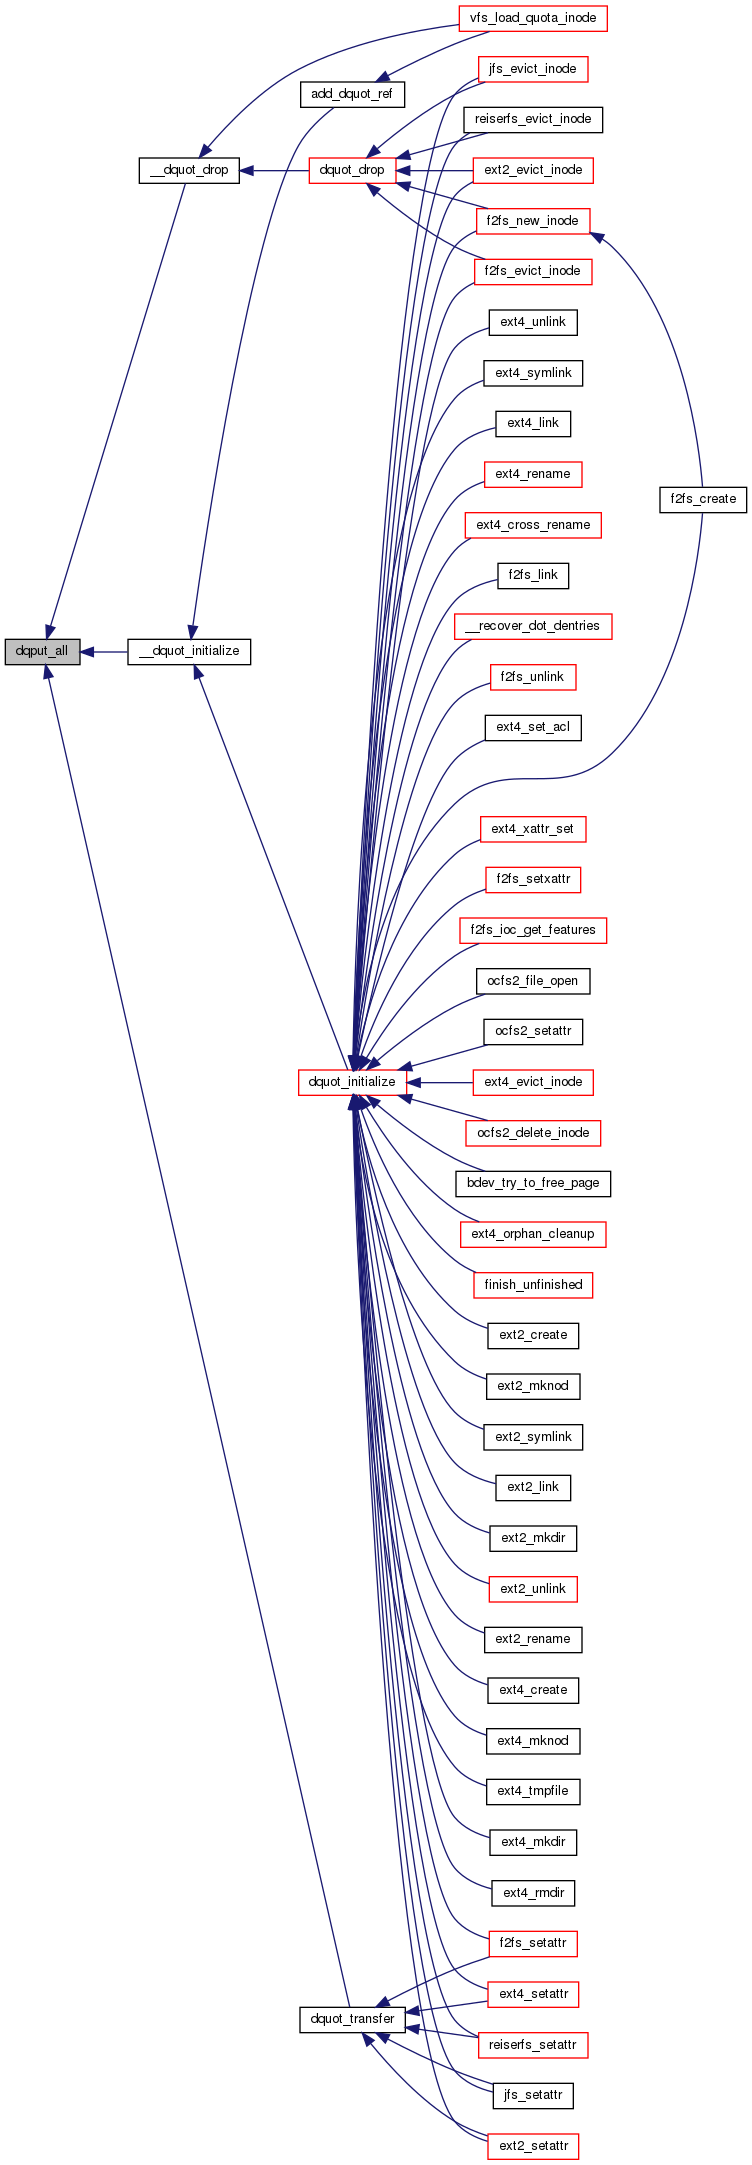 vfs_load_quota_inode
jfs_evict_inode
add_dquot_ref
reiserfs_evict_inode
__dquot_drop
dquot_drop
ext2_evict_inode
f2fs_new_inode
f2fs_evict_inode
ext4_unlink
ext4_symlink
ext4_link
ext4_rename
f2fs_create
ext4_cross_rename
f2fs_link
__recover_dot_dentries
dqput_all
__dquot_initialize
f2fs_unlink
ext4_set_acl
ext4_xattr_set
f2fs_setxattr
f2fs_ioc_get_features
ocfs2_file_open
ocfs2_setattr
dquot_initialize
ext4_evict_inode
ocfs2_delete_inode
bdev_try_to_free_page
ext4_orphan_cleanup
finish_unfinished
ext2_create
ext2_mknod
ext2_symlink
ext2_link
ext2_mkdir
ext2_unlink
ext2_rename
ext4_create
ext4_mknod
ext4_tmpfile
ext4_mkdir
ext4_rmdir
f2fs_setattr
ext4_setattr
dquot_transfer
reiserfs_setattr
jfs_setattr
ext2_setattr